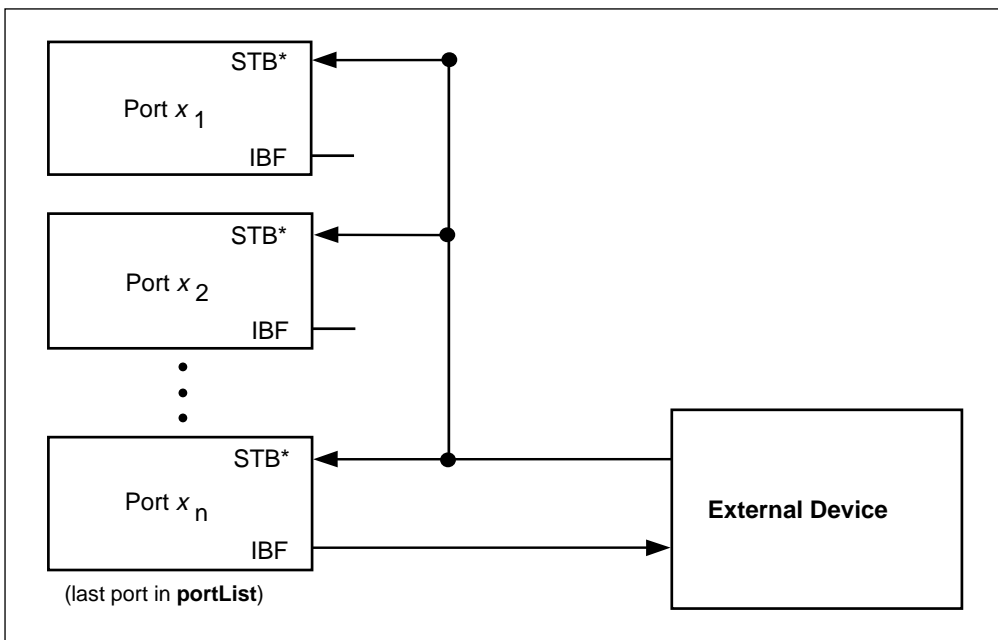 STB*
Port x 1
IBF
STB*
Port x 2
IBF
STB*
Port x n
IBF
(last port in portList)
External Device